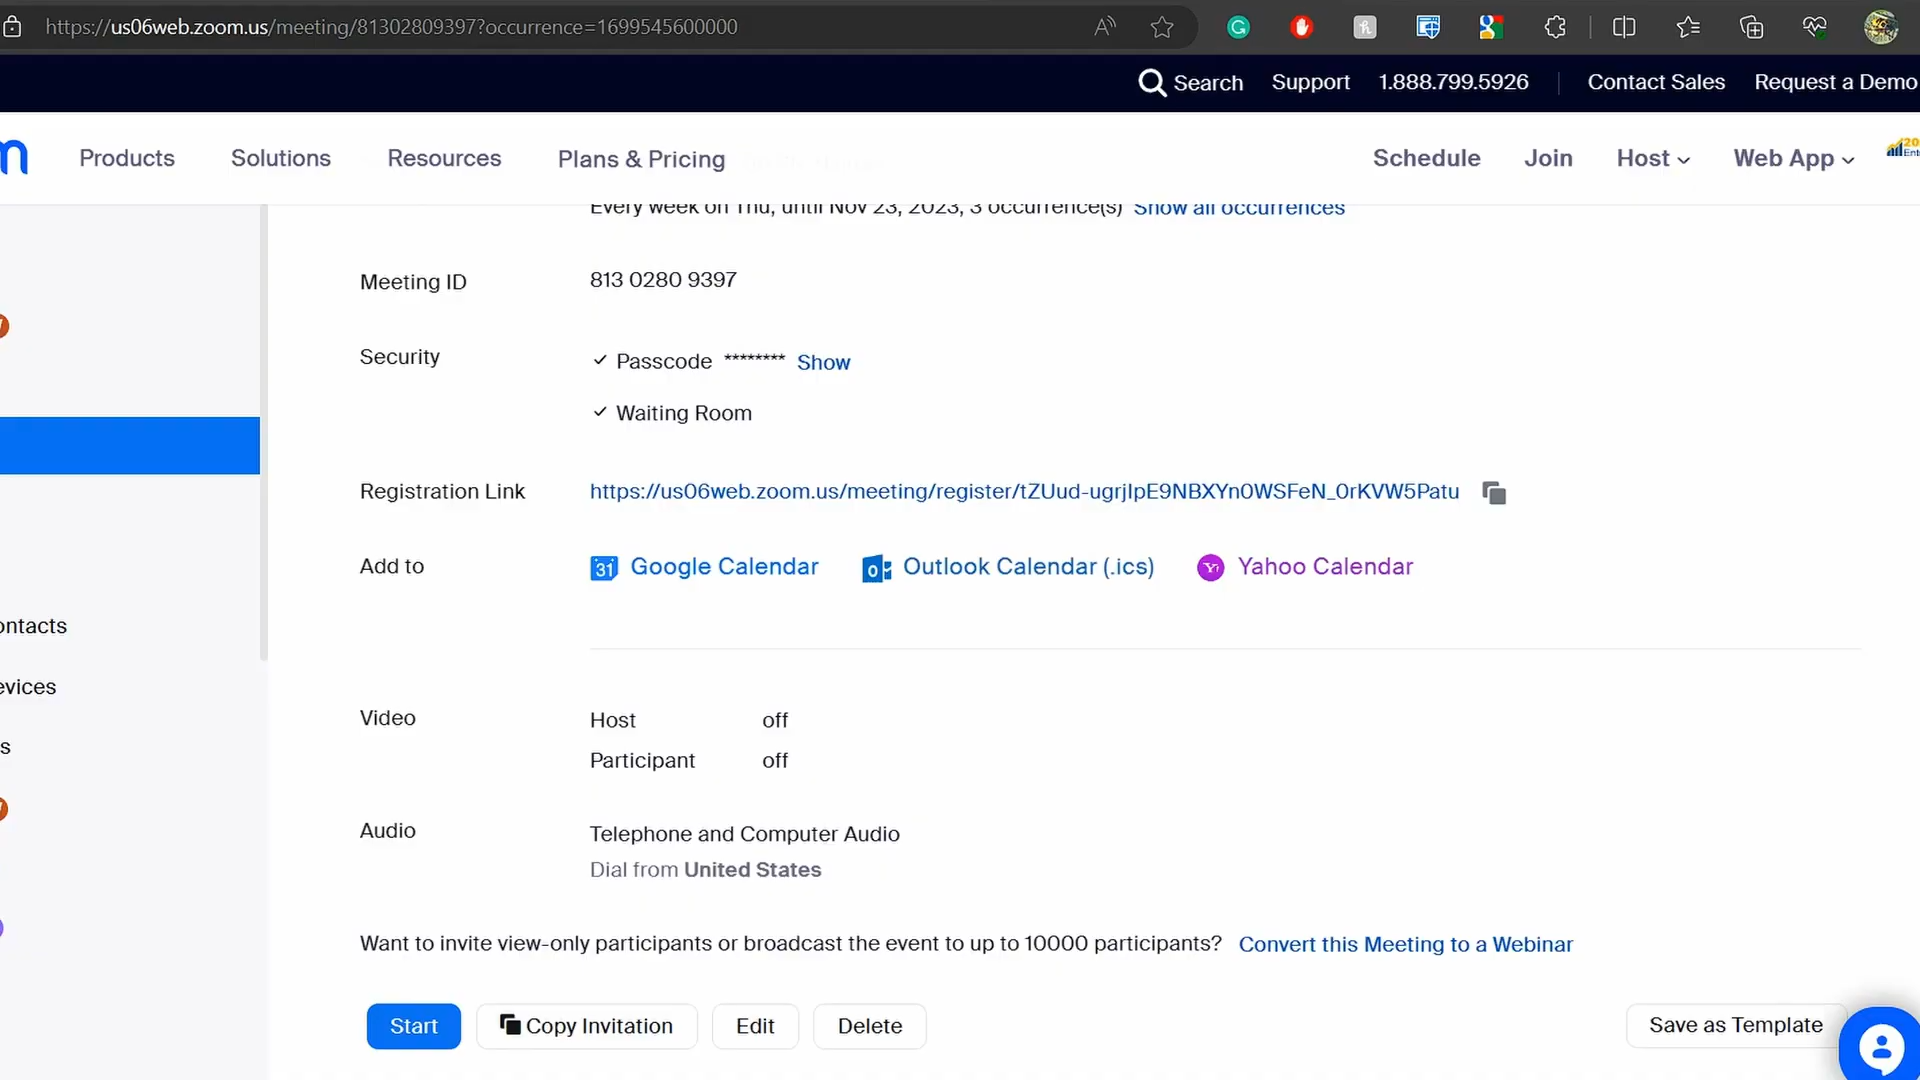 https://us06web.zoom.us/meeting/81302809397?occurrence=1699545600000
Search Support 1.888.799.5926 Contact Sales Request a Demo
Products Solutions Resources Plans & Pricing Schedule Join Host Web App
Every week on Thu, until Nov 23, 2023, 3 occurrence(s) Show all occurrences
Meeting ID 813 0280 9397
Security Passcode ******** Show
Waiting Room
Registration Link https://us06web.zoom.us/meeting/register/tZUud-ugrjIpE9NBXYn0WSFeN_0rKVW5Patu
Add to 31 Google Calendar Outlook Calendar (.ics) Yahoo Calendar
ontacts
evices
s
Video Host off
Participant off
Audio Telephone and Computer Audio
Dial from United States
Want to invite view-only participants or broadcast the event to up to 10000 participants? Convert this Meeting to a Webinar
Start Copy Invitation Edit Delete Save as Template